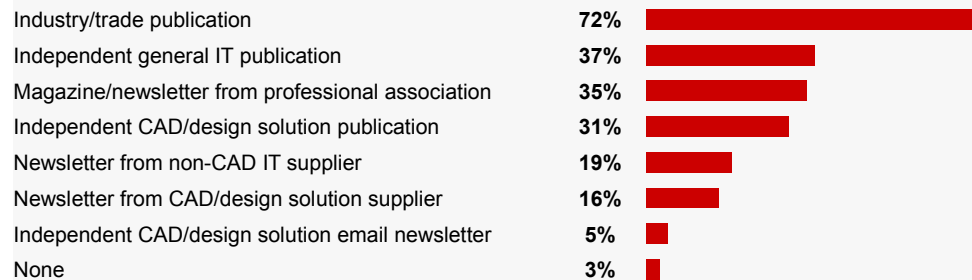 Industry/trade publication 72%
Independent general IT publication 37%
Magazine/newsletter from professional association 35%
Independent CAD/design solution publication 31%
Newsletter from non-CAD IT supplier 19%
Newsletter from CAD/design solution supplier 16%
Independent CAD/design solution email newsletter 5%
None 3%